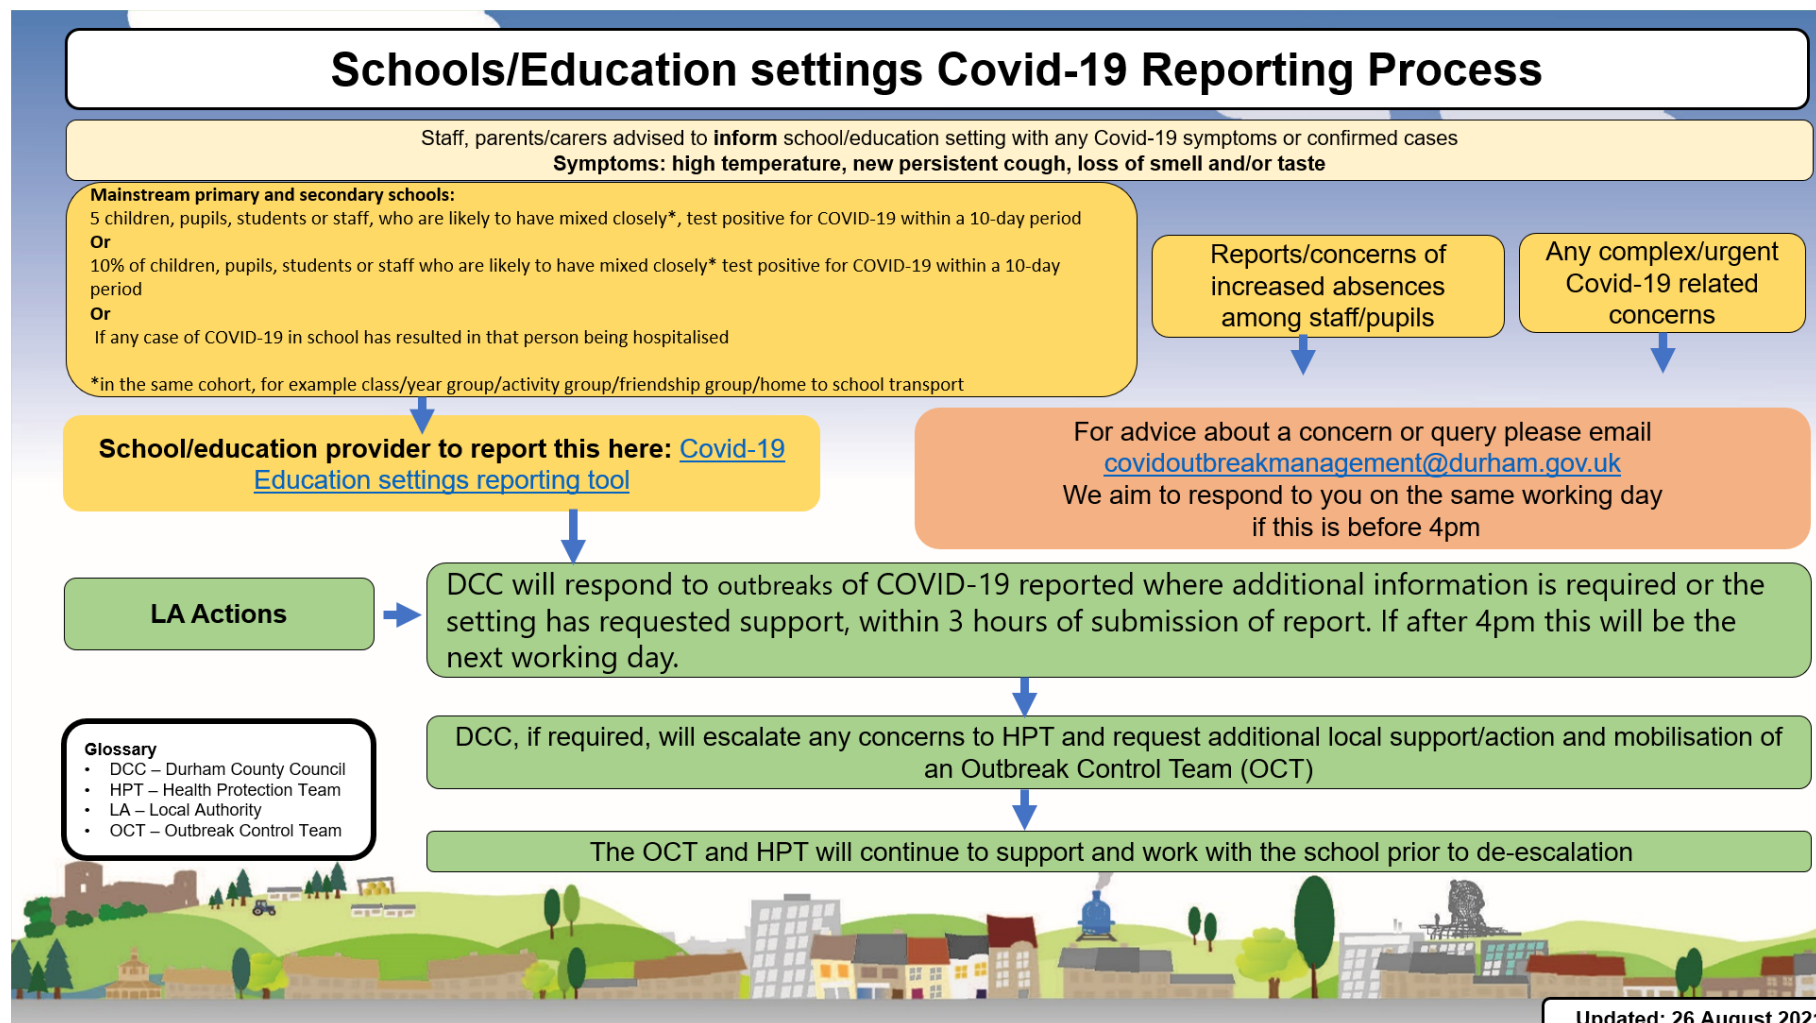 Schools/Education settings Covid-19 Reporting Process
Staff, parents/carers advised to inform school/education setting with any Covid-19 symptoms or confirmed cases
Symptoms: high temperature, new persistent cough, loss of smell and/or taste
Mainstream primary and secondary schools:
5 children, pupils, students or staff, who are likely to have mixed closely*, test positive for COVID-19 within a 10-day period
Or
10% of children, pupils, students or staff who are likely to have mixed closely* test positive for COVID-19 within a 10-day
period
Or
If any case of COVID-19 in school has resulted in that person being hospitalised
*in the same cohort, for example class/year group/activity group/friendship group/home to school transport
Reports/concerns of
increased absences
among staff/pupils
Any complex/urgent
Covid-19 related
concerns
School/education provider to report this here: Covid-19
Education settings reporting tool
For advice about a concern or query please email
covidoutbreakmanagement@durham.gov.uk
We aim to respond to you on the same working day
if this is before 4pm
LA Actions
DCC will respond to outbreaks of COVID-19 reported where additional information is required or the
setting has requested support, within 3 hours of submission of report. If after 4pm this will be the
next working day.
DCC, if required, will escalate any concerns to HPT and request additional local support/action and mobilisation of
an Outbreak Control Team (OCT)
The OCT and HPT will continue to support and work with the school prior to de-escalation
Glossary
• DCC – Durham County Council
• HPT – Health Protection Team
• LA – Local Authority
• OCT – Outbreak Control Team
Updated: 26 August